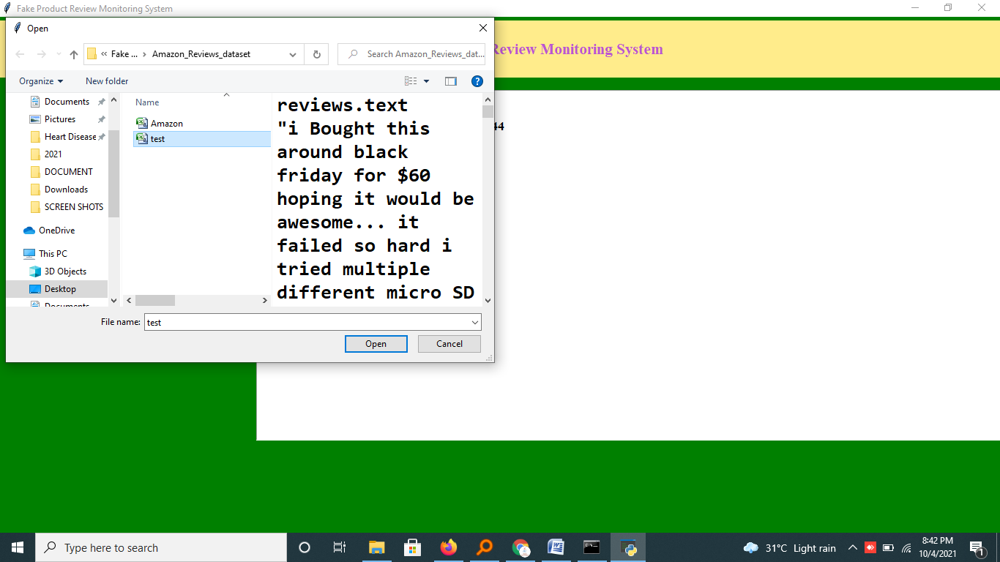 Fake Product Review Monitoring System
Open
« Fake ... › Amazon_Reviews_dataset
Search Amazon_Reviews_dat...
Review Monitoring System
Organize
New folder
?
Documents
Pictures
Heart Disease
2021
DOCUMENT
Downloads
SCREEN SHOTS
OneDrive
This PC
3D Objects
Desktop
Documents
Name
Amazon
test
reviews.text
"i Bought this
around black
friday for $60
hoping it would be
awesome... it
failed so hard i
tried multiple
different micro SD
44
File name:
test
Open
Cancel
Type here to search
31°C Light rain
8:42 PM
10/4/2021
1